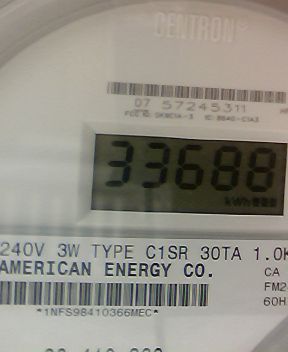 CENTRON®
07 57245311
33688
kWh
240V 3W TYPE C1SR 30TA 1.0K
AMERICAN ENERGY CO.
CA
FM2
60H
*1NFS98410366MEC*